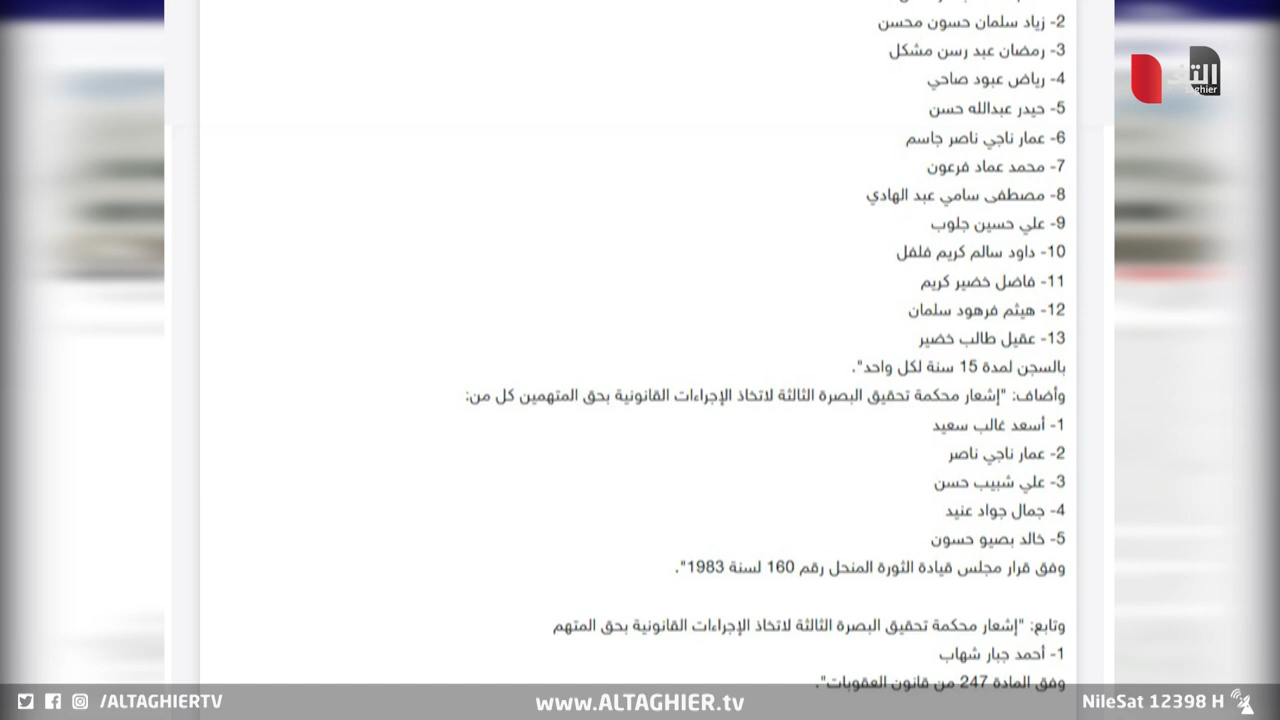 2- زياد سلمان حسون محسن
3- رمضان عبد رسن مشكل
4- رياض عبود صاحي
5- حيدر عبدالله حسن
6- عمار ناجي ناصر جاسم
7- محمد عماد فرعون
8- مصطفى سامي عبد الهادي
9- علي حسين جلوب
10- داود سالم كريم فلفل
11- فاضل خضير كريم
12- هيثم فرهود سلمان
13- عقيل طالب خضير
بالسجن لمدة 15 سنة لكل واحد".
وأضاف: "إشعار محكمة تحقيق البصرة الثالثة لاتخاذ الإجراءات القانونية بحق المتهمين كل من:
1- أسعد غالب سعيد
2- عمار ناجي ناصر
3- علي شبيب حسن
4- جمال جواد عنيد
5- خالد بصيو حسون
وفق قرار مجلس قيادة الثورة المنحل رقم 160 لسنة 1983".
وتابع: "إشعار محكمة تحقيق البصرة الثالثة لاتخاذ الإجراءات القانونية بحق المتهم
1- أحمد جبار شهاب
وفق المادة 247 من قانون العقوبات".
/ALTAGHIERTV
www.ALTAGHIER.tv
NileSat 12398 H